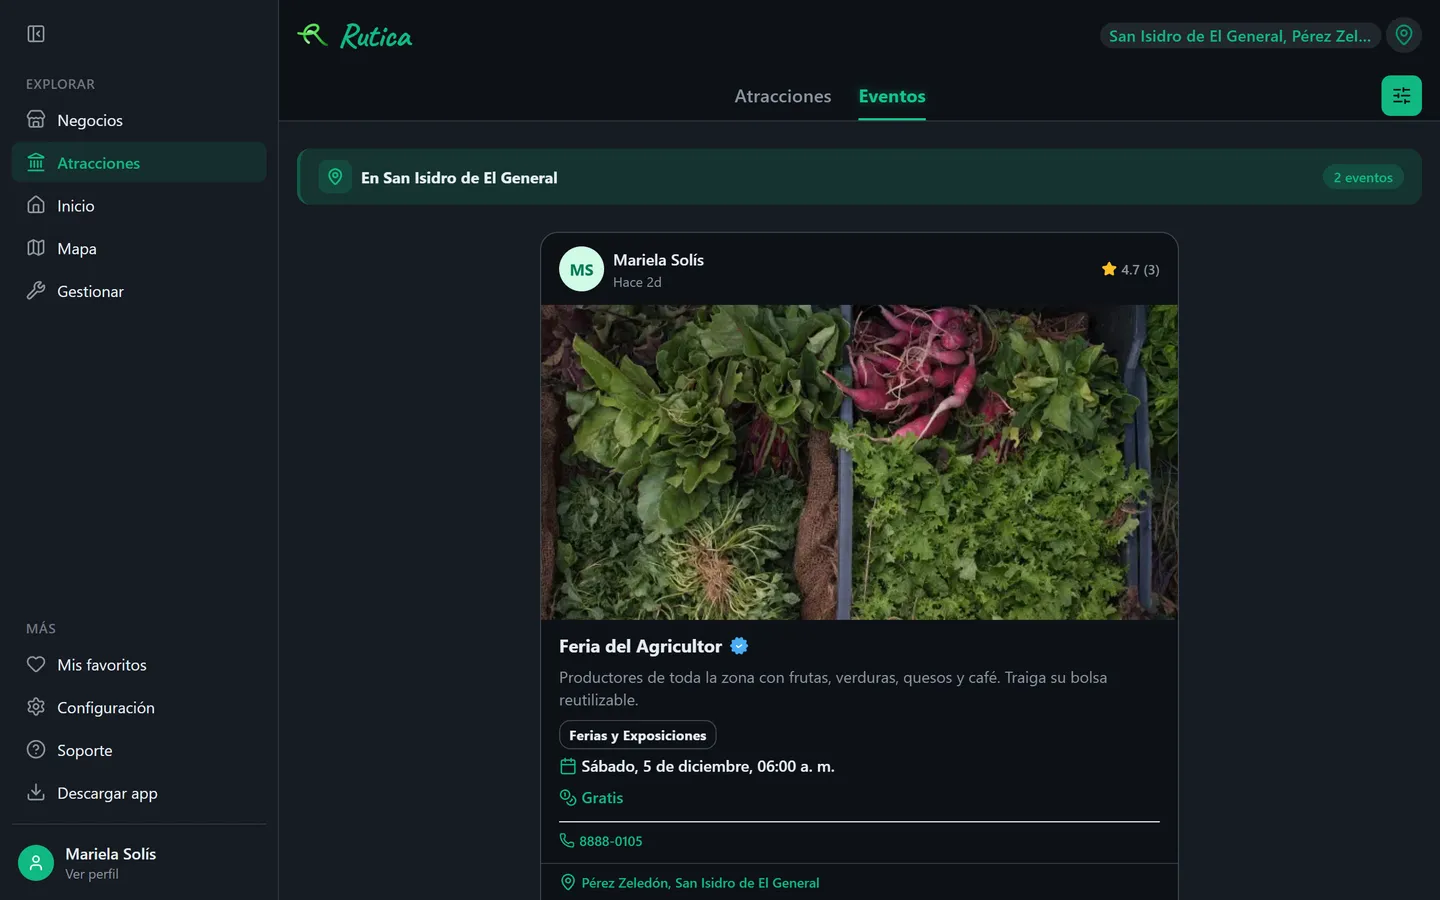 EXPLORAR
Negocios
Atracciones
Inicio
Mapa
Gestionar
MÁS
Mis favoritos
Configuración
Soporte
Descargar app
Mariela Solís
Ver perfil
Rutica
San Isidro de El General, Pérez Zel...
Atracciones
Eventos
En San Isidro de El General
2 eventos
MS
Mariela Solís
Hace 2d
4.7 (3)
Feria del Agricultor
Productores de toda la zona con frutas, verduras, quesos y café. Traiga su bolsa
reutilizable.
Ferias y Exposiciones
Sábado, 5 de diciembre, 06:00 a. m.
Gratis
8888-0105
Pérez Zeledón, San Isidro de El General